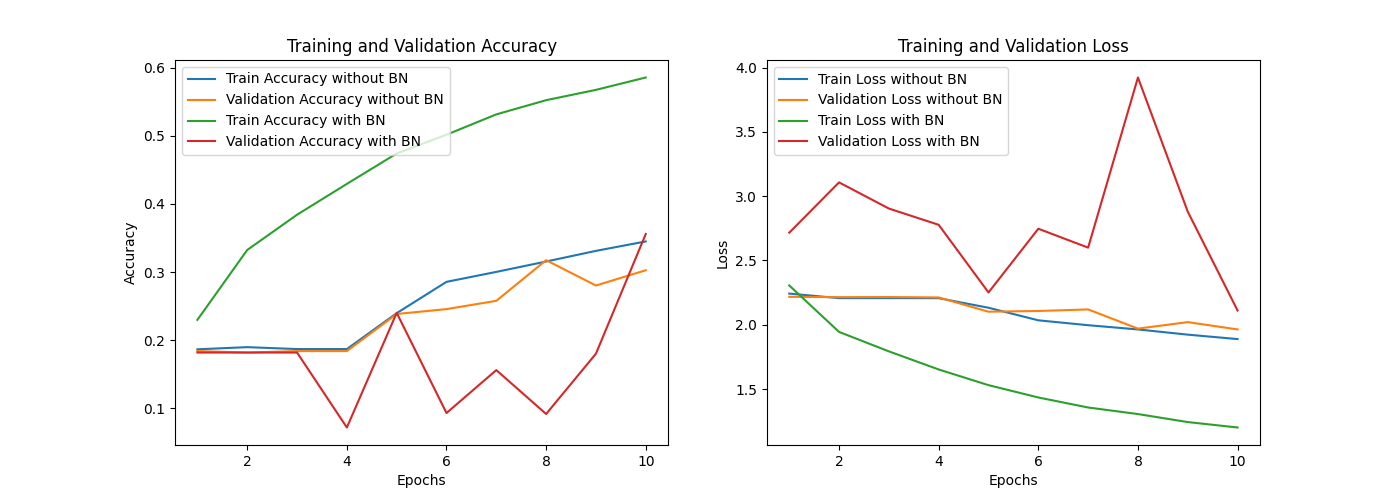 Training and Validation Accuracy
Train Accuracy without BN
Validation Accuracy without BN
Train Accuracy with BN
Validation Accuracy with BN
0.6
0.5
0.4
0.3
0.2
0.1
Accuracy
2 4 6 8 10
Epochs
Training and Validation Loss
Train Loss without BN
Validation Loss without BN
Train Loss with BN
Validation Loss with BN
4.0
3.5
3.0
2.5
2.0
1.5
Loss
2 4 6 8 10
Epochs